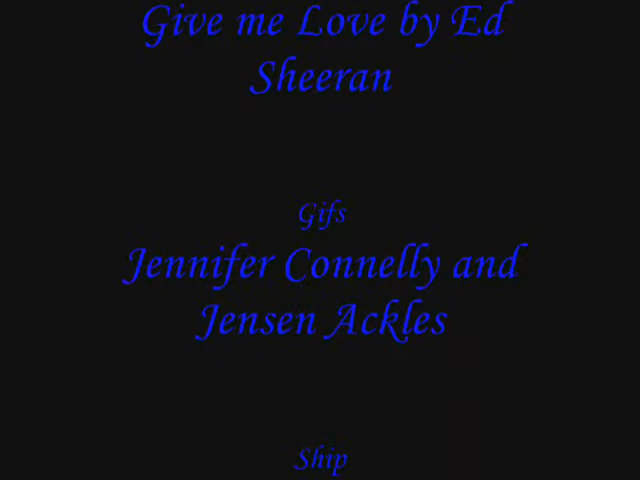 Give me Love by Ed
Sheeran
Gifs
Jennifer Connelly and
Jensen Ackles
Ship